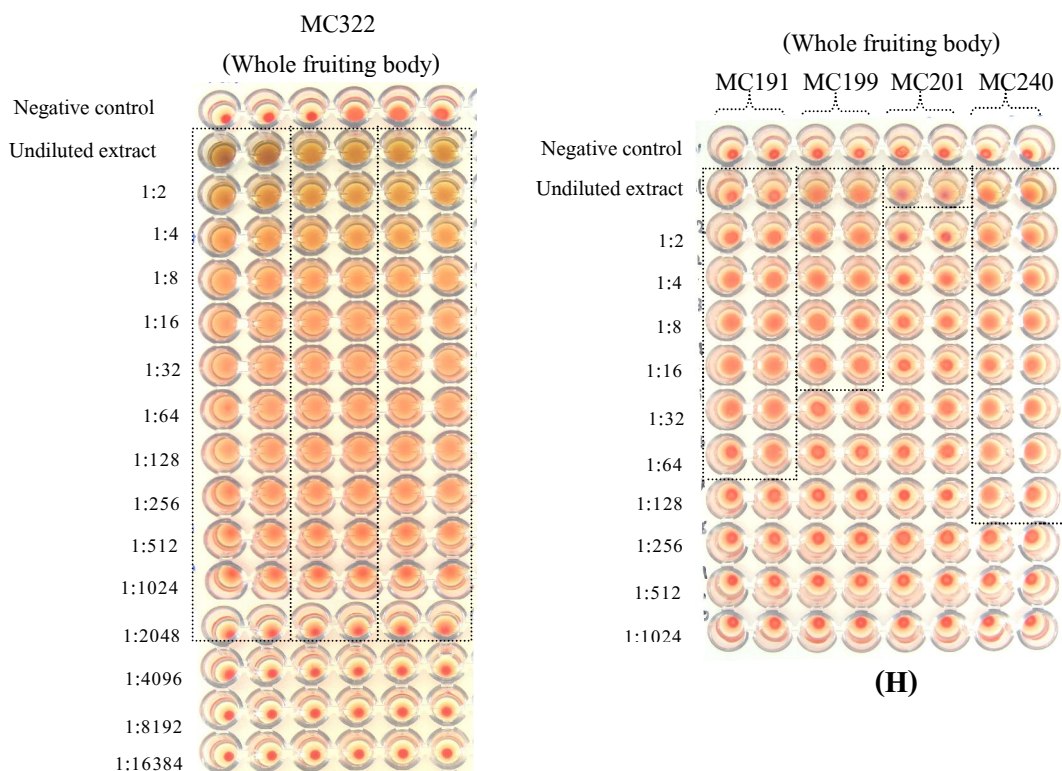 MC322
(Whole fruiting body)
Negative control
Undiluted extract
1:2
1:4
1:8
1:16
1:32
1:64
1:128
1:256
1:512
1:1024
1:2048
1:4096
1:8192
1:16384
(Whole fruiting body)
MC191 MC199 MC201 MC240
Negative control
Undiluted extract
1:2
1:4
1:8
1:16
1:32
1:64
1:128
1:256
1:512
1:1024
(H)